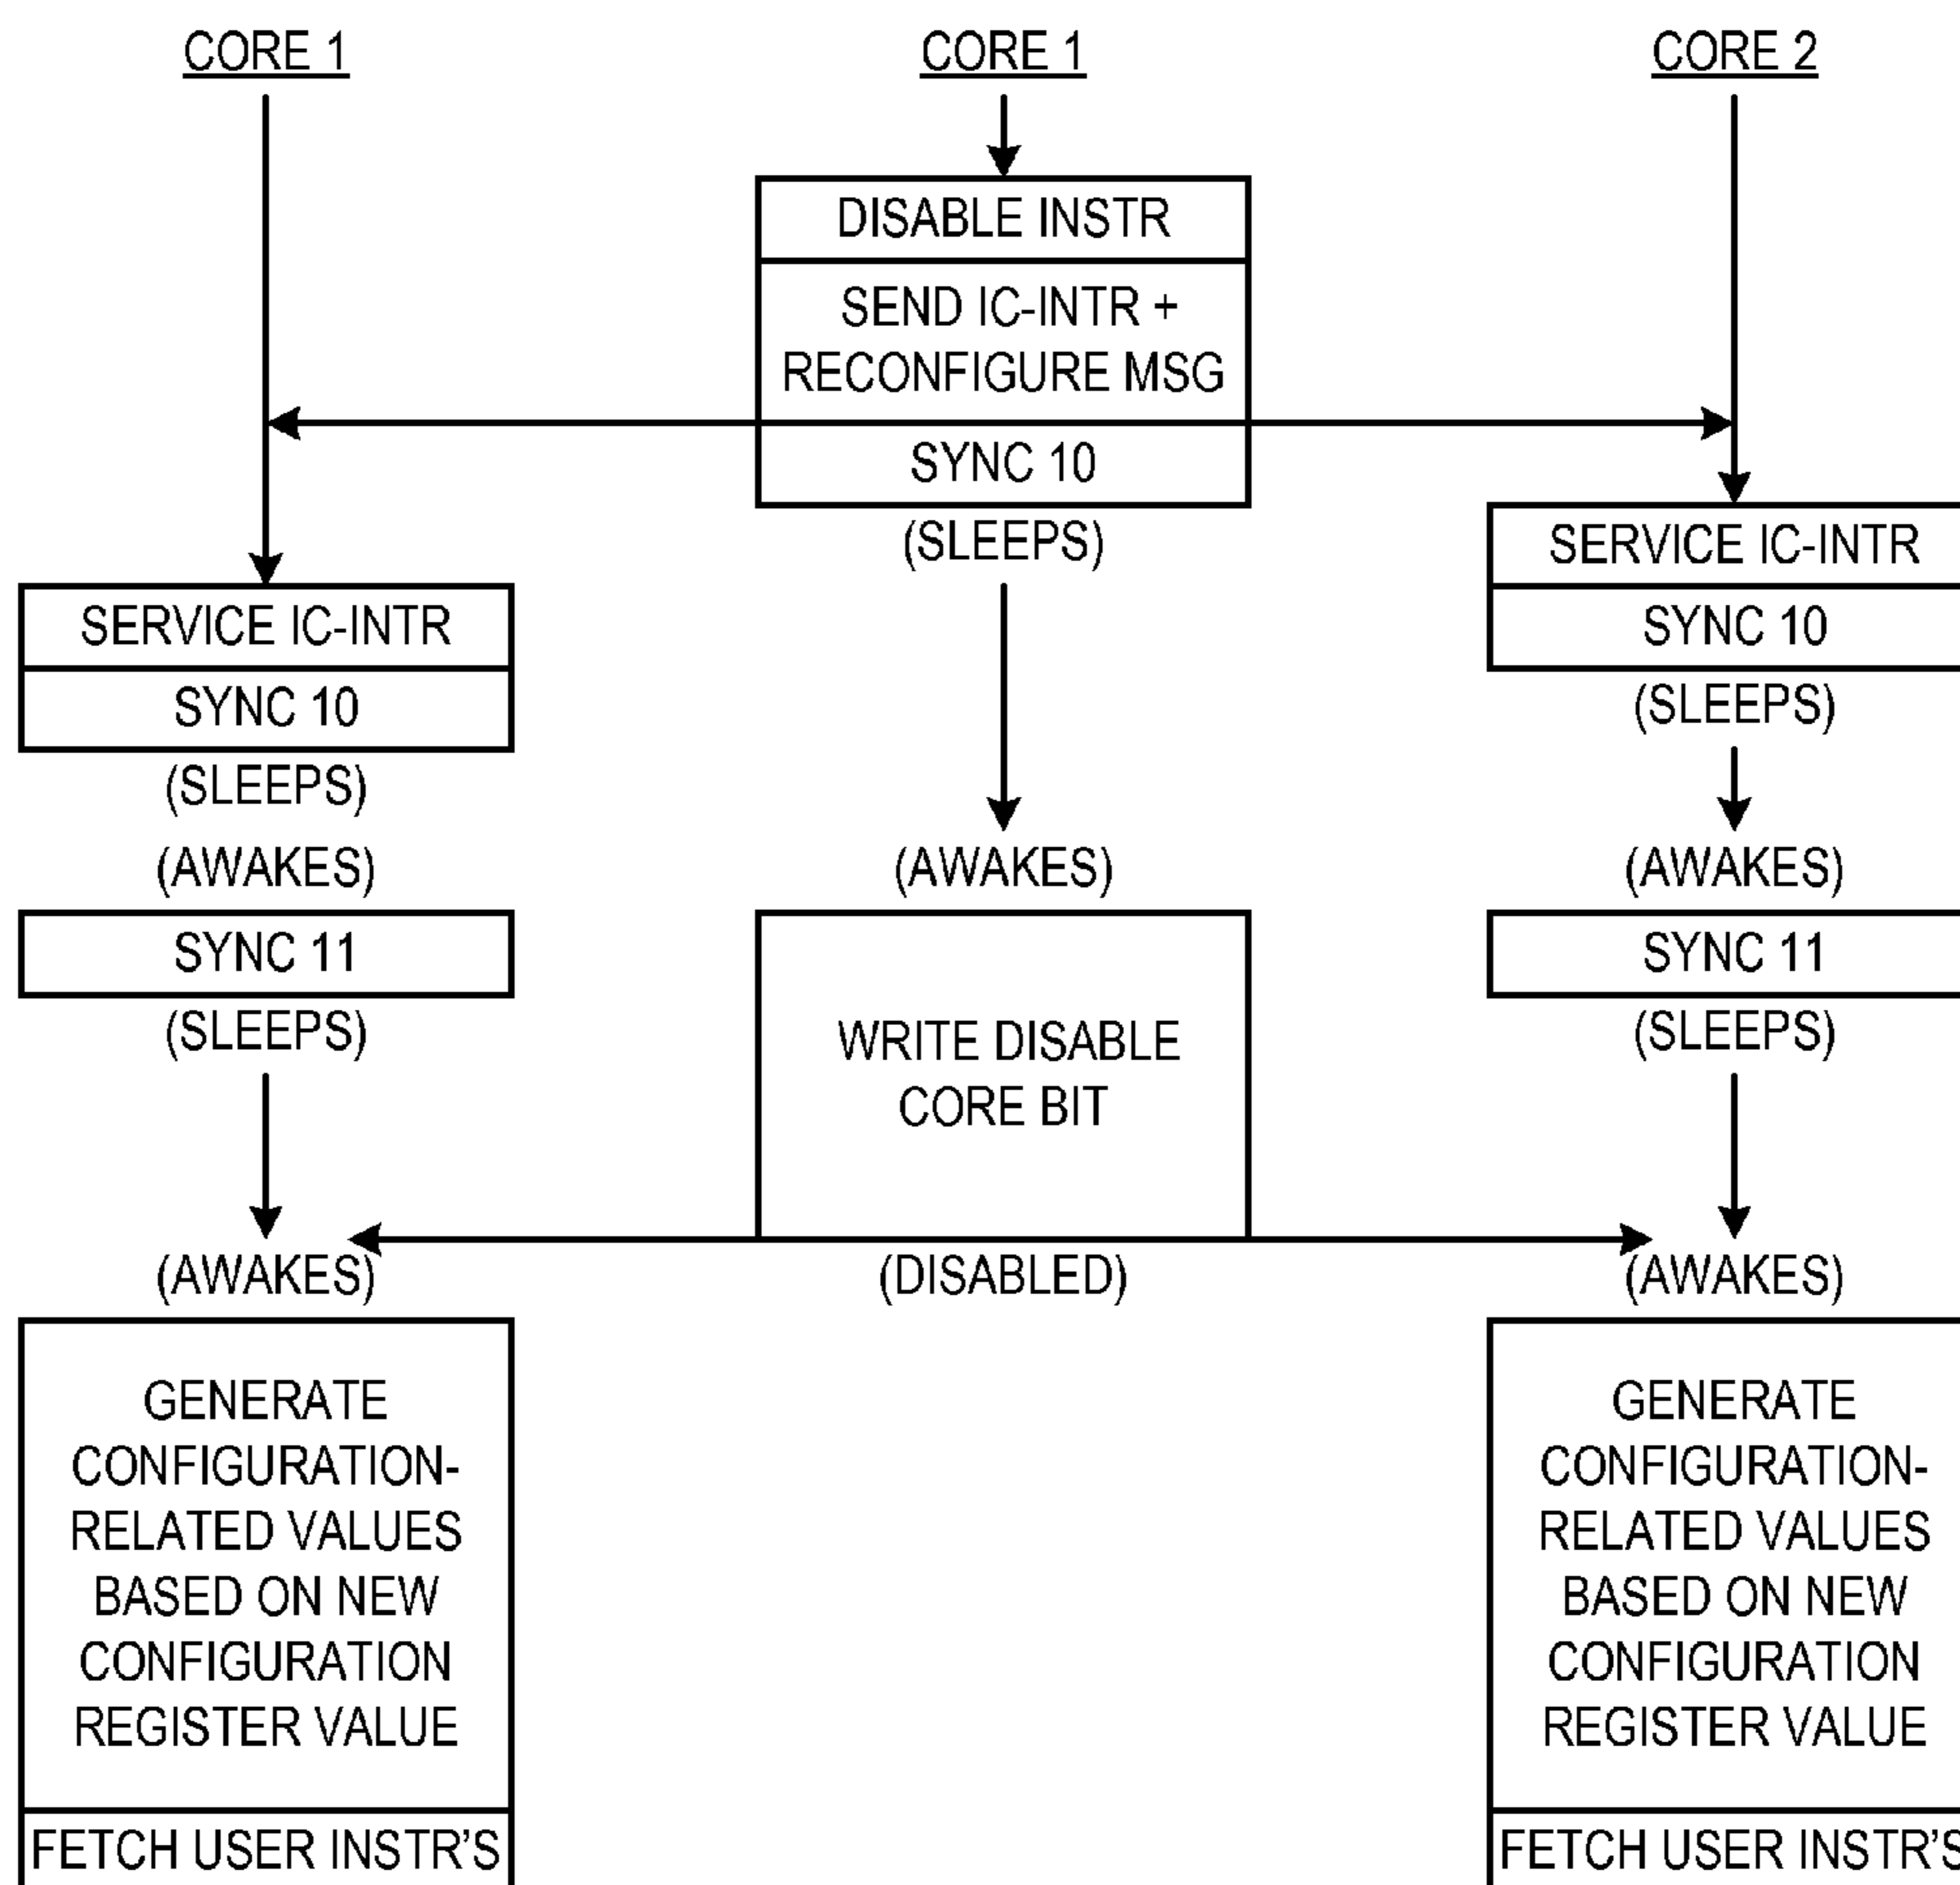 CORE 1
CORE 1
CORE 2
DISABLE INSTR
SEND IC-INTR +
RECONFIGURE MSG
SYNC 10
(SLEEPS)
SERVICE IC-INTR
SYNC 10
(SLEEPS)
SERVICE IC-INTR
SYNC 10
(SLEEPS)
(AWAKES)
(AWAKES)
(AWAKES)
SYNC 11
(SLEEPS)
WRITE DISABLE
CORE BIT
SYNC 11
(SLEEPS)
(AWAKES)
(DISABLED)
(AWAKES)
GENERATE
CONFIGURATION-
RELATED VALUES
BASED ON NEW
CONFIGURATION
REGISTER VALUE
FETCH USER INSTR'S
GENERATE
CONFIGURATION-
RELATED VALUES
BASED ON NEW
CONFIGURATION
REGISTER VALUE
FETCH USER INSTR'S